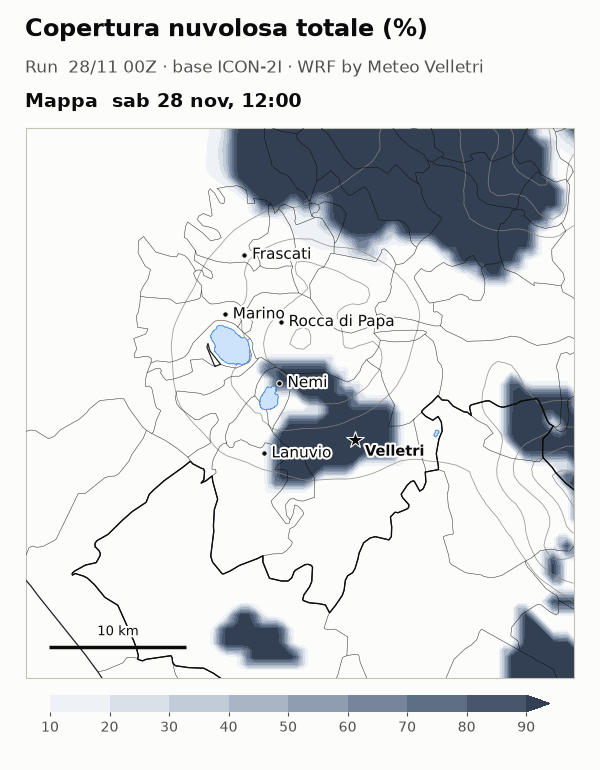 Copertura nuvolosa totale (%)
Run  28/11 00Z · base ICON-2I · WRF by Meteo Velletri
Mappa  sab 28 nov, 12:00
Frascati
Marino
Rocca di Papa
Nemi
Velletri
Lanuvio
10 km
10 20 30 40 50 60 70 80 90